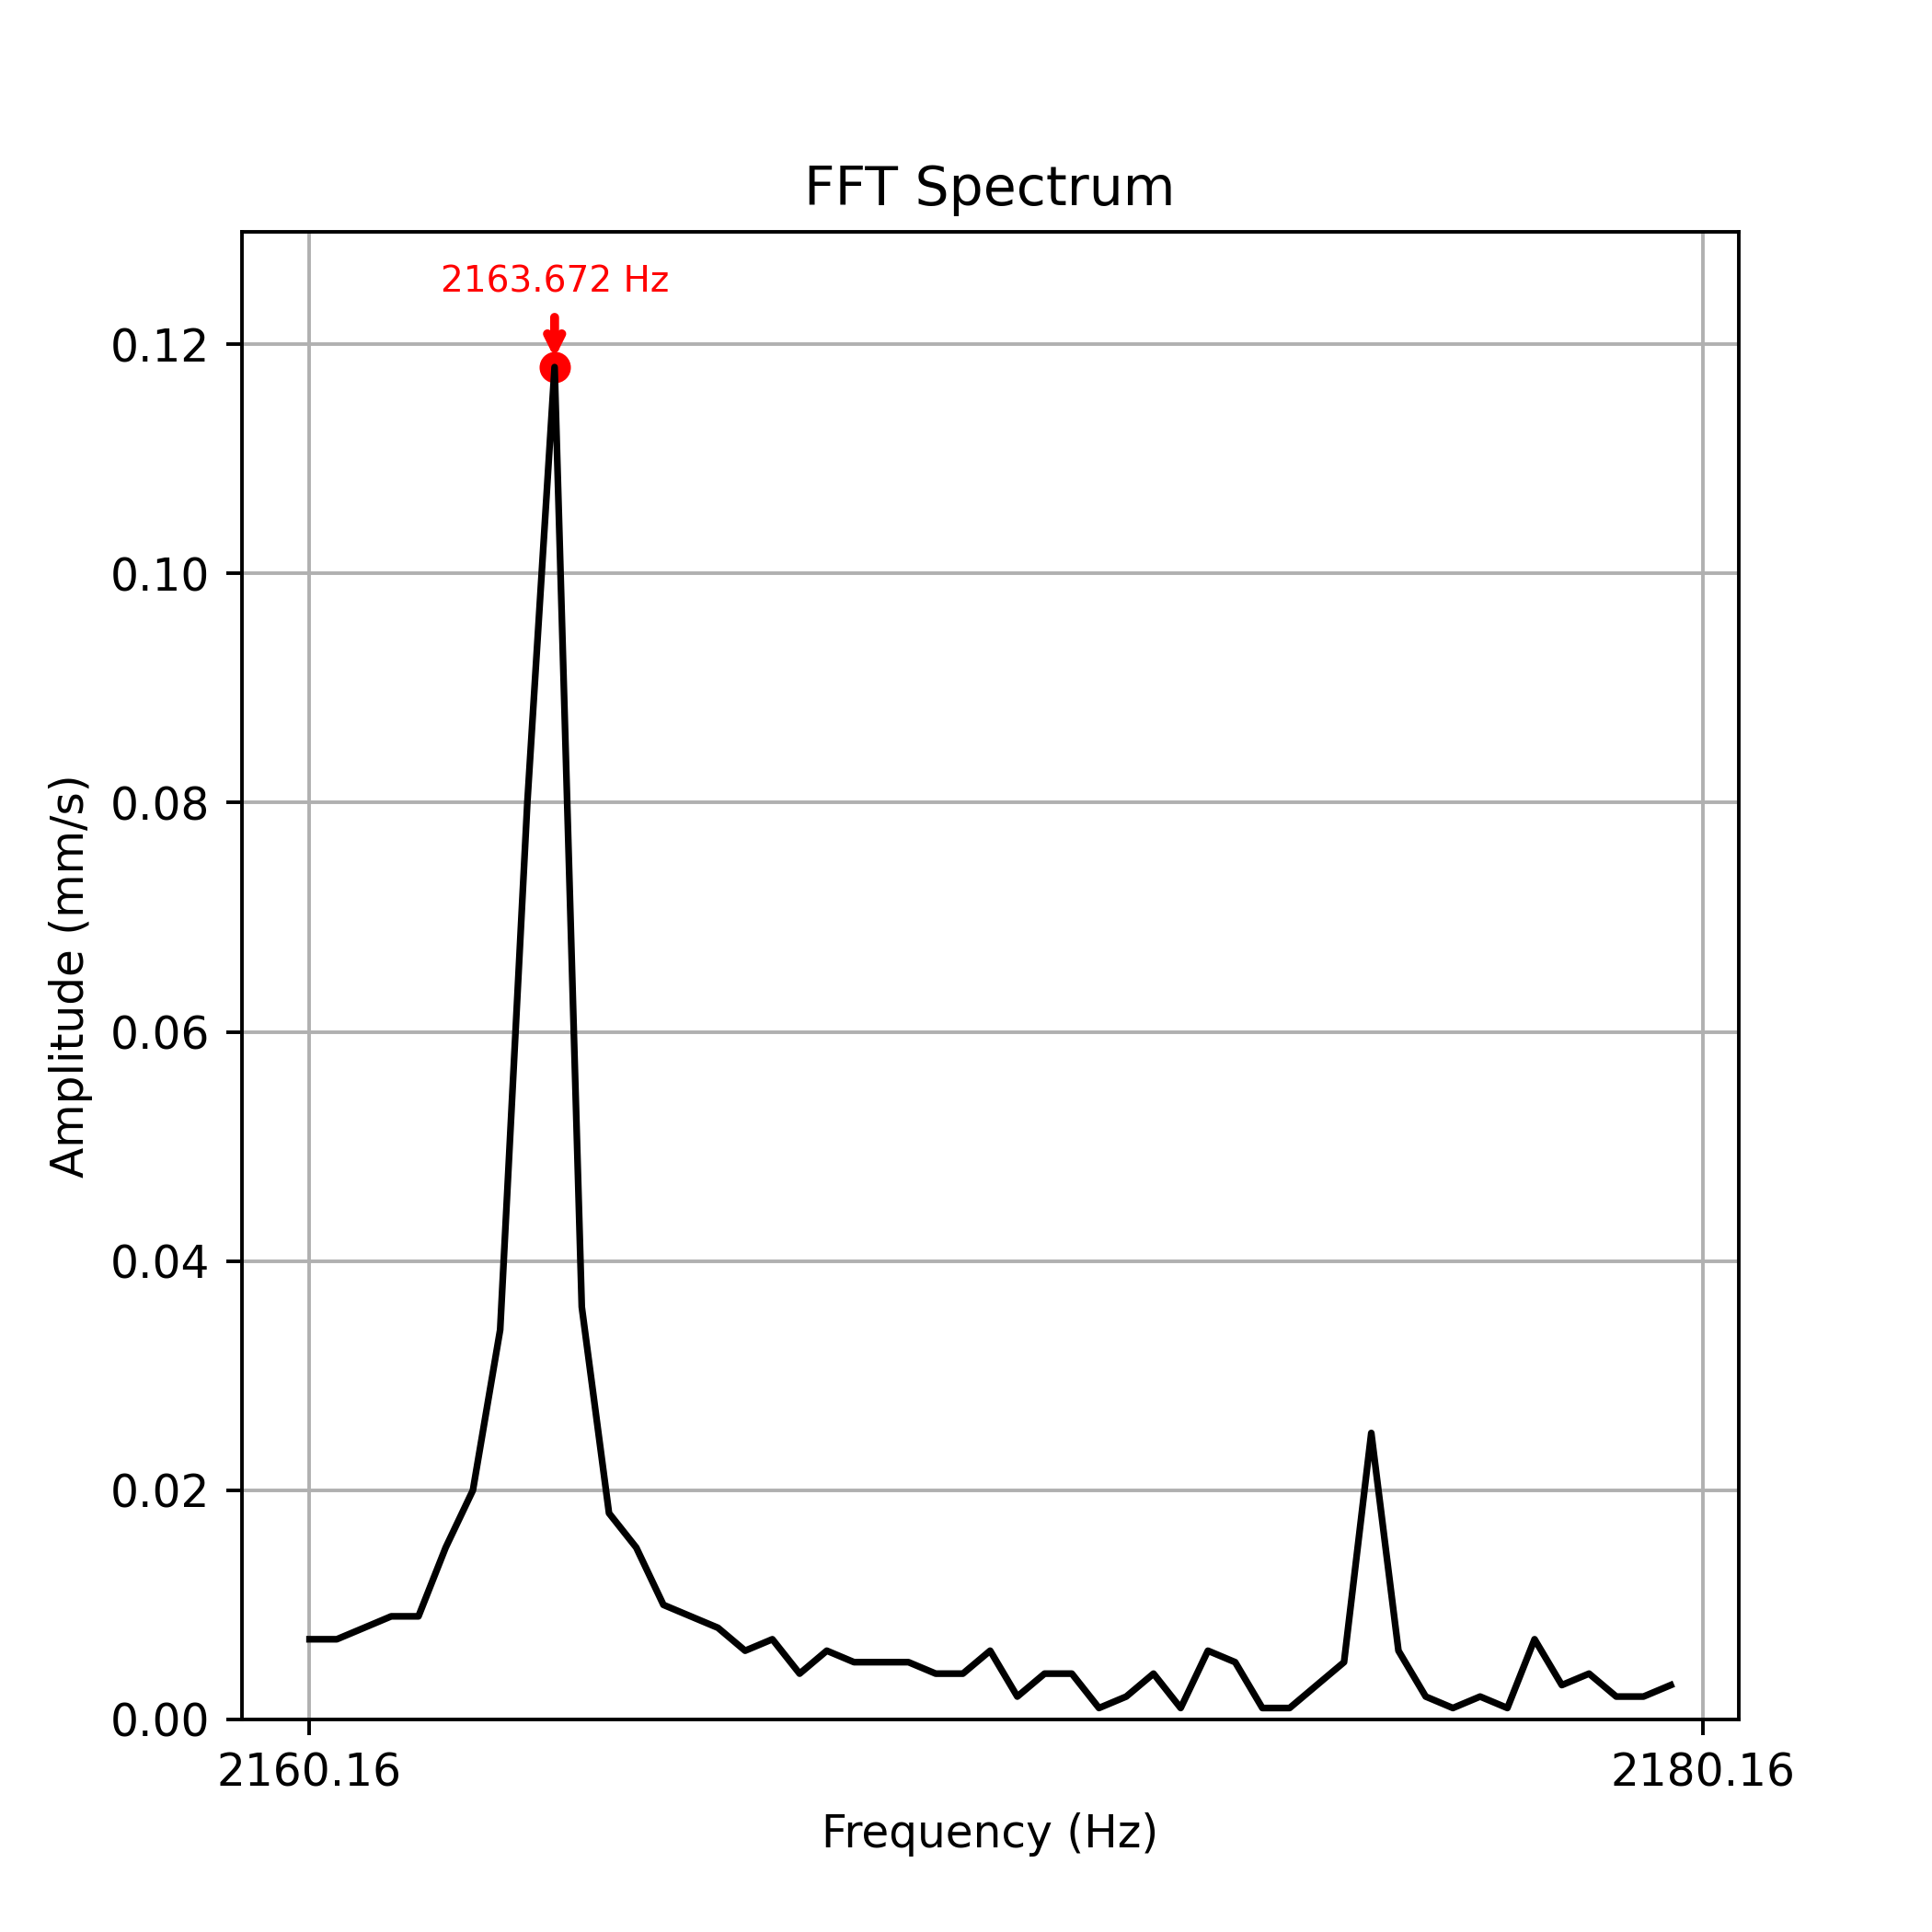 FFT Spectrum
2163.672 Hz
0.12
0.10
0.08
0.06
0.04
0.02
0.00
Amplitude (mm/s)
2160.16
2180.16
Frequency (Hz)